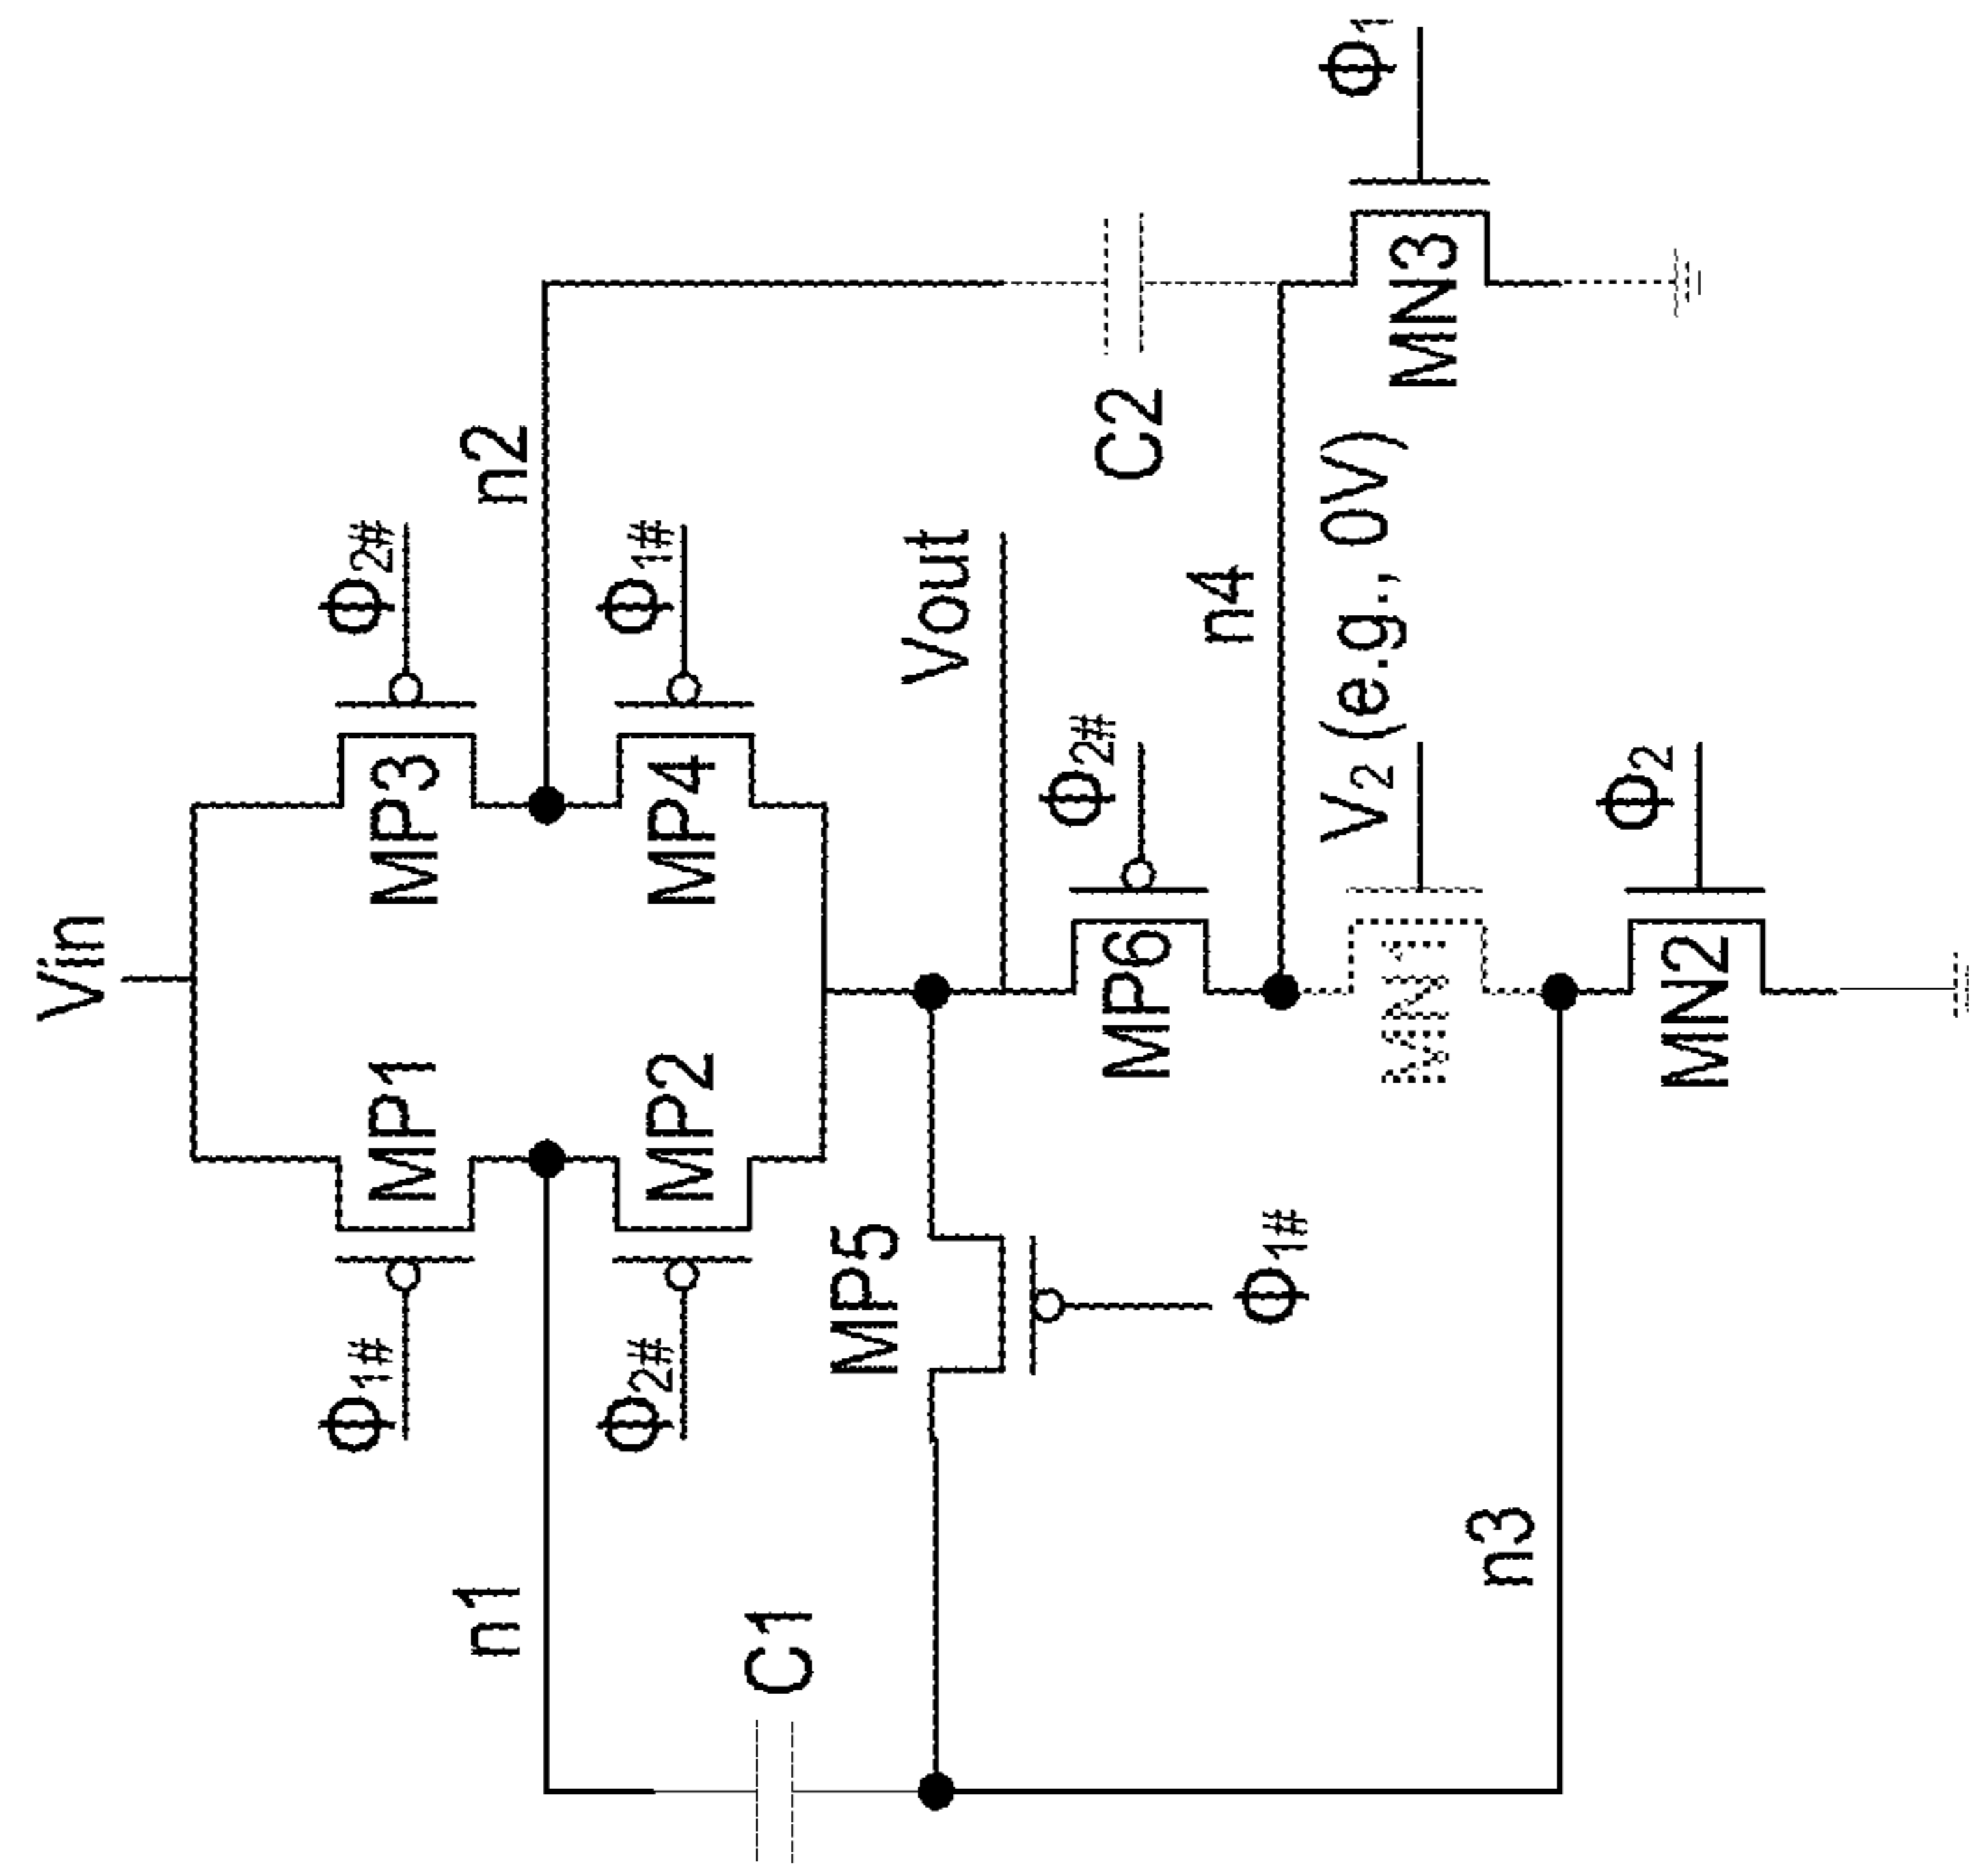 Vin
Φ1#
MP1
MP3
Φ2#
Φ2#
MP2
MP4
Φ1#
n1
n2
C1
MP5
Φ1#
Vout
MP6
Φ2#
C2
n4
V2 (e.g., 0V)
MN1
MN3
Φ1
n3
MN2
Φ2